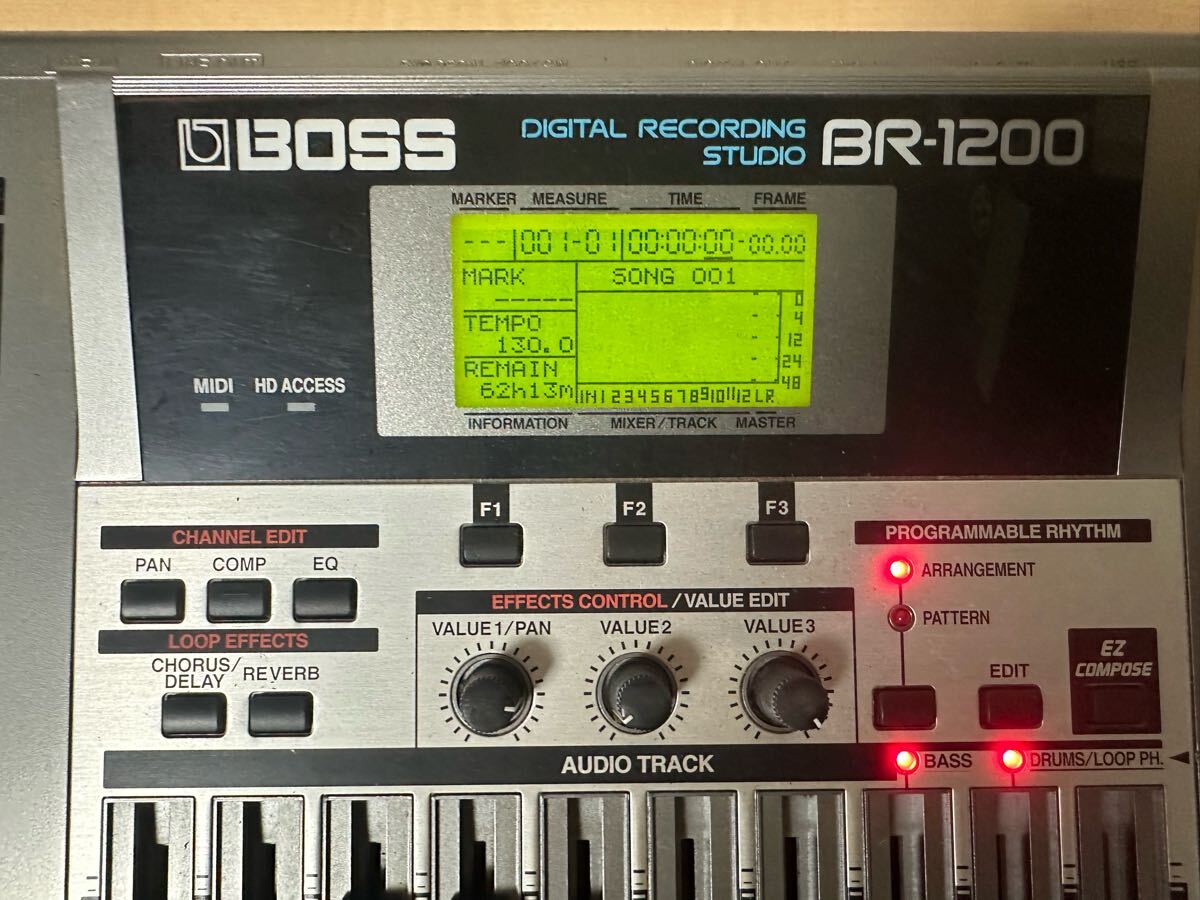 BOSS
DIGITAL RECORDING STUDIO
BR-1200
MARKER MEASURE TIME FRAME
---|001-01|00:00:00-00.00
MARK SONG 001
-----
TEMPO
130.0
REMAIN
62h13m
0
4
12
24
48
IN 1 2 3 4 5 6 7 8 9 10 11 12 L R
INFORMATION MIXER/TRACK MASTER
MIDI HD ACCESS
F1 F2 F3
CHANNEL EDIT
PAN COMP EQ
LOOP EFFECTS
CHORUS/DELAY REVERB
EFFECTS CONTROL / VALUE EDIT
VALUE 1/PAN VALUE 2 VALUE 3
PROGRAMMABLE RHYTHM
ARRANGEMENT
PATTERN
EDIT
EZ COMPOSE
AUDIO TRACK
BASS DRUMS/LOOP PH.